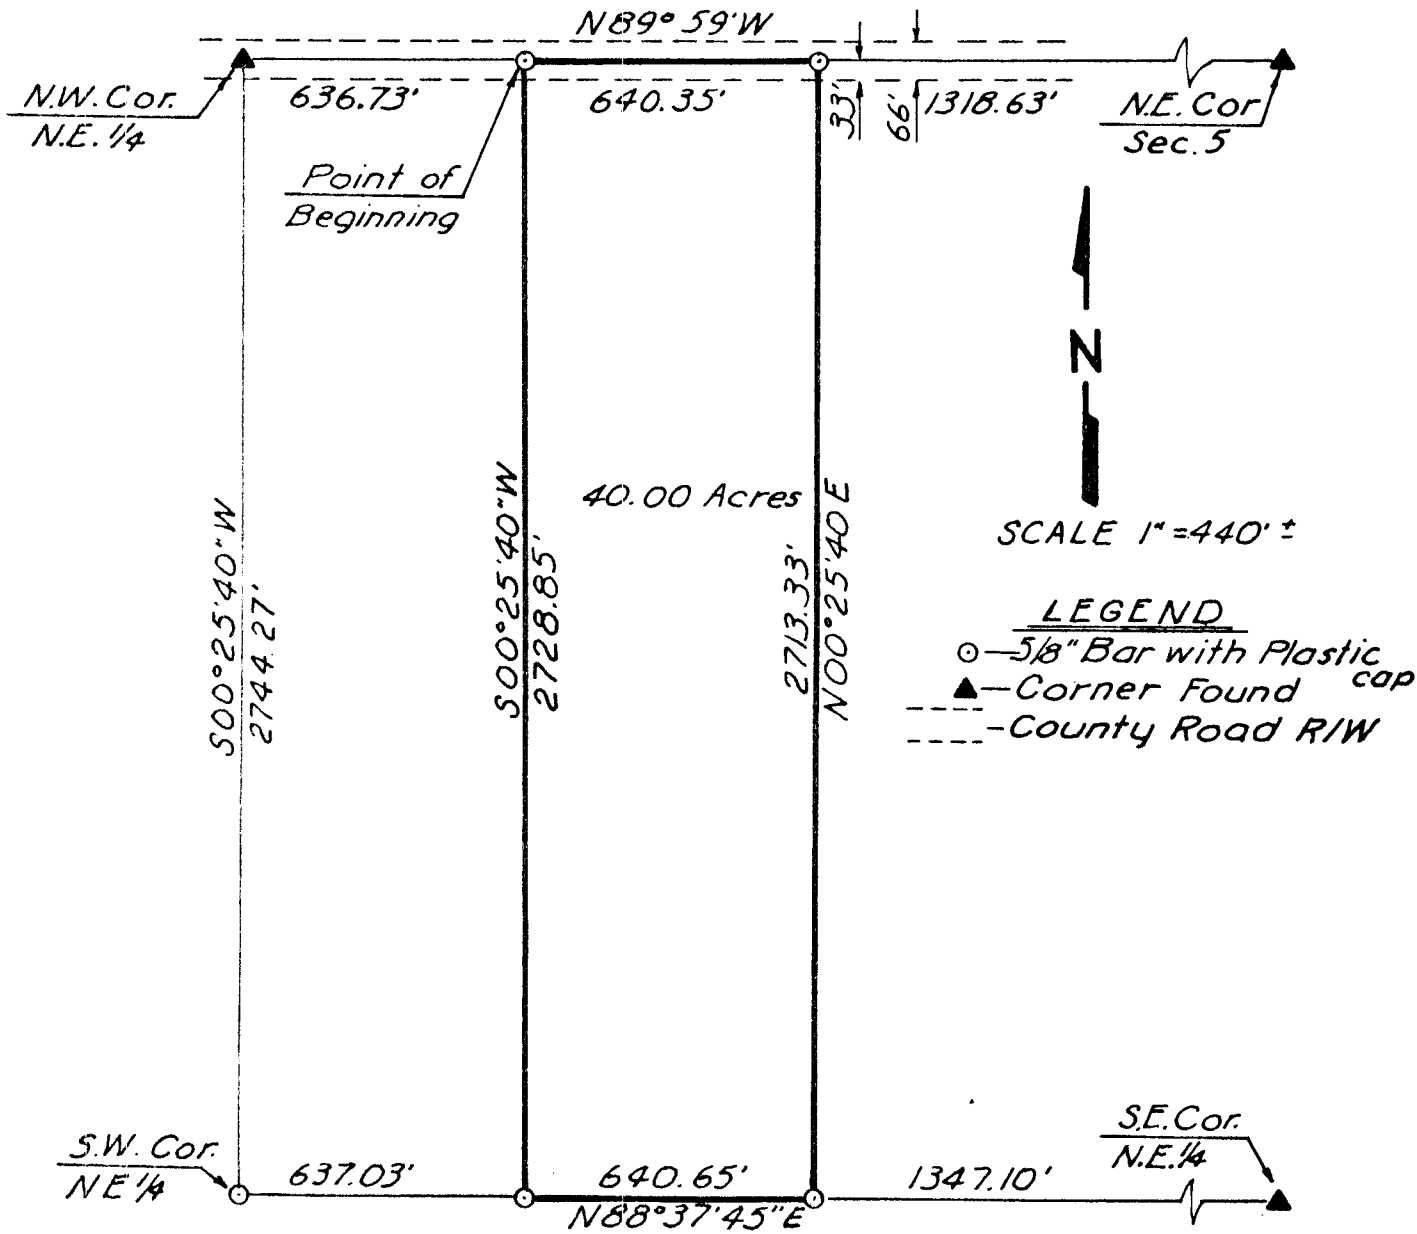 N89° 59' W
N.W. Cor.
N.E. 1/4
636.73'
640.35'
33'
66'
1318.63'
N.E. Cor
Sec. 5
Point of
Beginning
N
S00° 25' 40" W
2744.27'
S00° 25' 40" W
2728.85'
40.00 Acres
2713.33'
N00° 25' 40 E
SCALE 1" = 440' ±
LEGEND
5/8" Bar with Plastic
cap
Corner Found
County Road R/W
S.W. Cor.
NE 1/4
637.03'
640.65'
N88° 37' 45" E
1347.10'
S.E. Cor.
N.E. 1/4